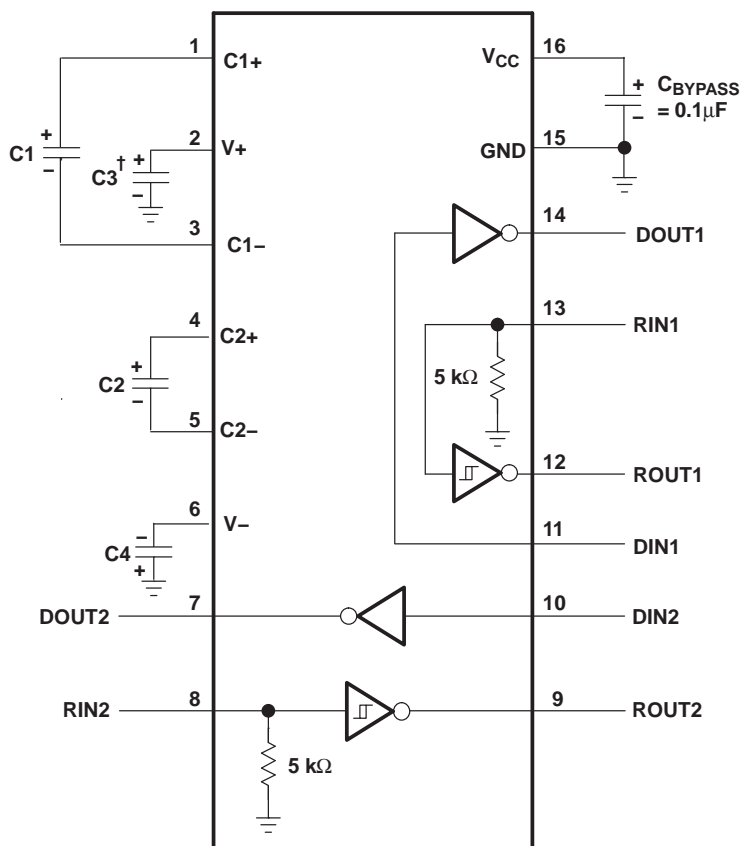 1
C1+
VCC
16
+
CBYPASS
−
= 0.1μF
+
C1
−
2
V+
+
C3†
−
GND
15
3
C1−
14
DOUT1
4
C2+
13
RIN1
+
C2
−
5 kΩ
5
C2−
12
ROUT1
6
V−
−
C4
+
11
DIN1
DOUT2
7
10
DIN2
RIN2
8
9
ROUT2
5 kΩ